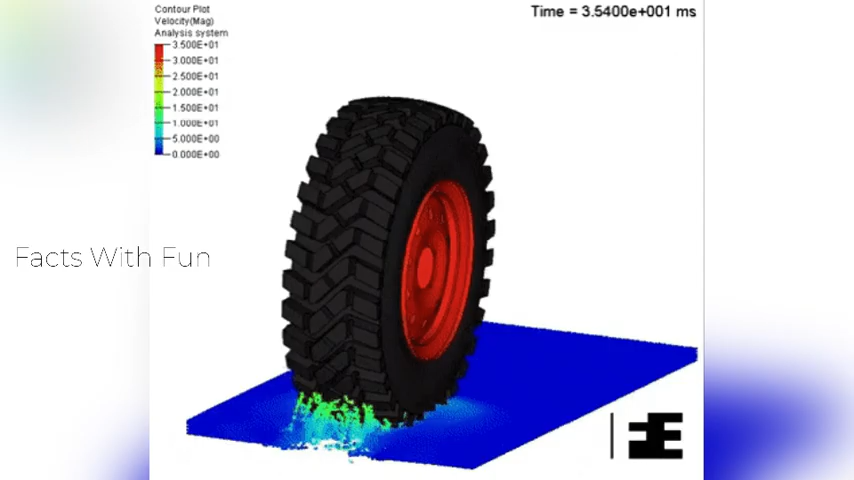 Contour Plot
Velocity(Mag)
Analysis system
3.500E+01
3.000E+01
2.500E+01
2.000E+01
1.500E+01
1.000E+01
5.000E+00
0.000E+00
Time = 3.5400e+001 ms
Facts With Fun